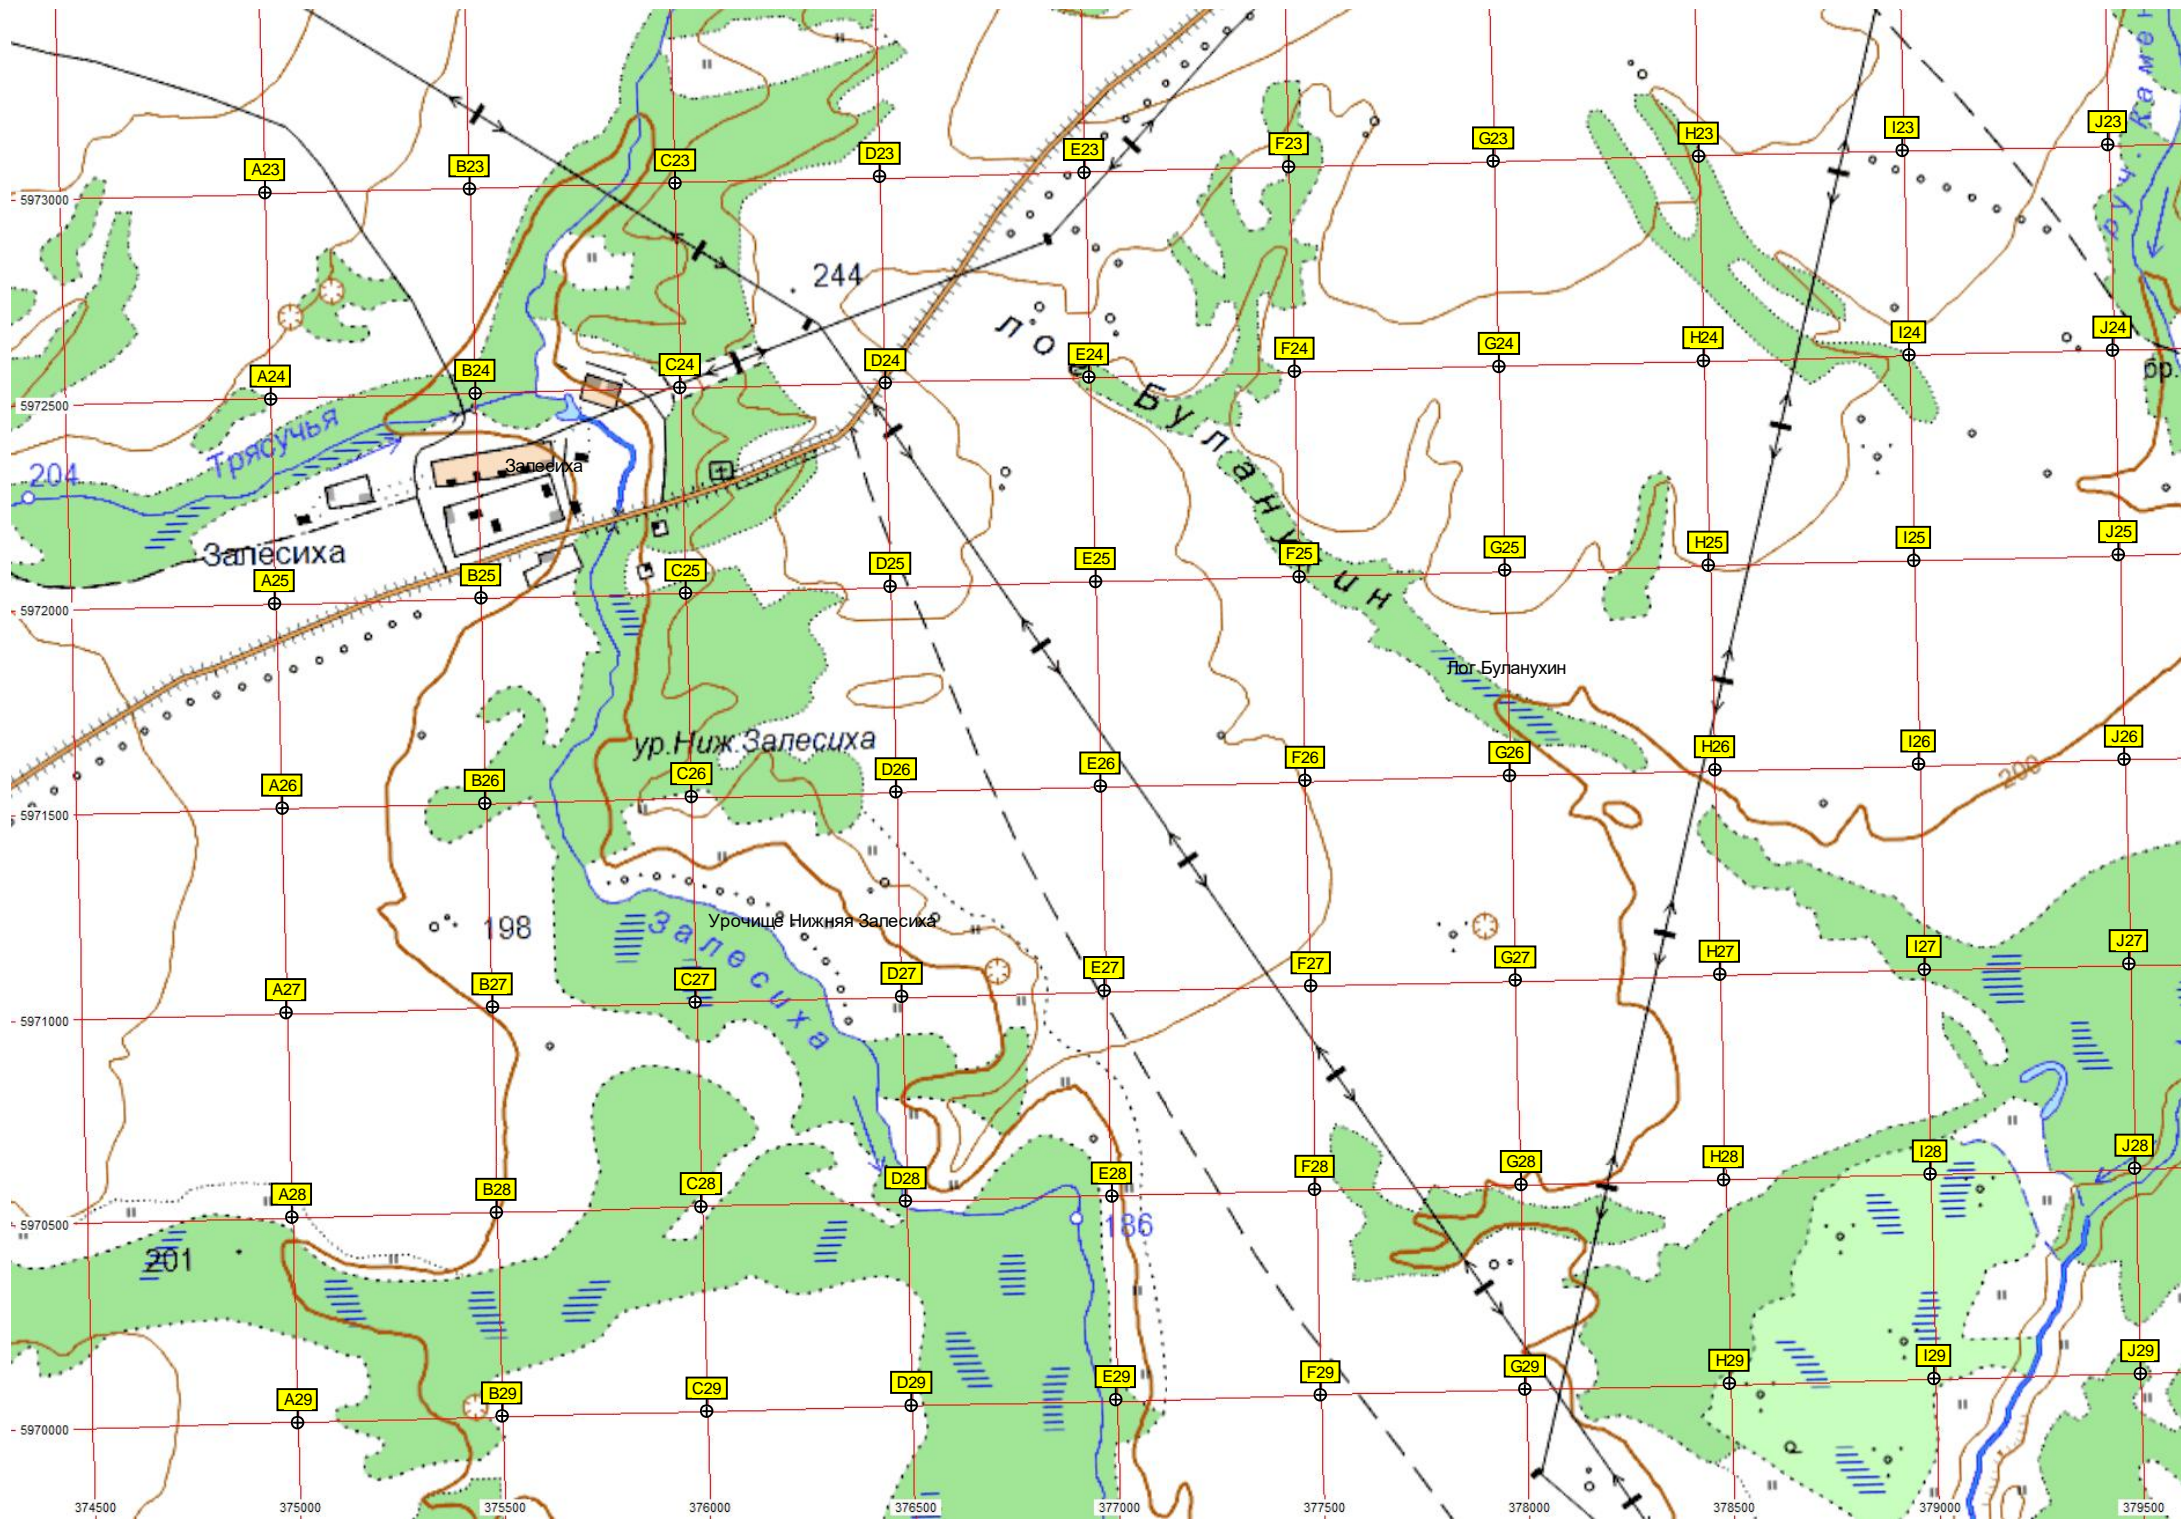 A23 B23 C23 D23 E23 F23 G23 H23 I23 J23
5973000
руч. Камен
244
ло
A24 B24 C24 D24 E24 F24 G24 H24 I24 J24
5972500
бр.
Буланухин
Трясучья
204
Залесиха
Залесиха
A25 B25 C25 D25 E25 F25 G25 H25 I25 J25
5972000
Лог Буланухин
ур.Ниж.Залесиха
A26 B26 C26 D26 E26 F26 G26 H26 I26 J26
200
5971500
198
Урочище Нижняя Залесиха
Залесиха
A27 B27 C27 D27 E27 F27 G27 H27 I27 J27
5971000
A28 B28 C28 D28 E28 F28 G28 H28 I28 J28
5970500
186
201
A29 B29 C29 D29 E29 F29 G29 H29 I29 J29
5970000
374500 375000 375500 376000 376500 377000 377500 378000 378500 379000 379500